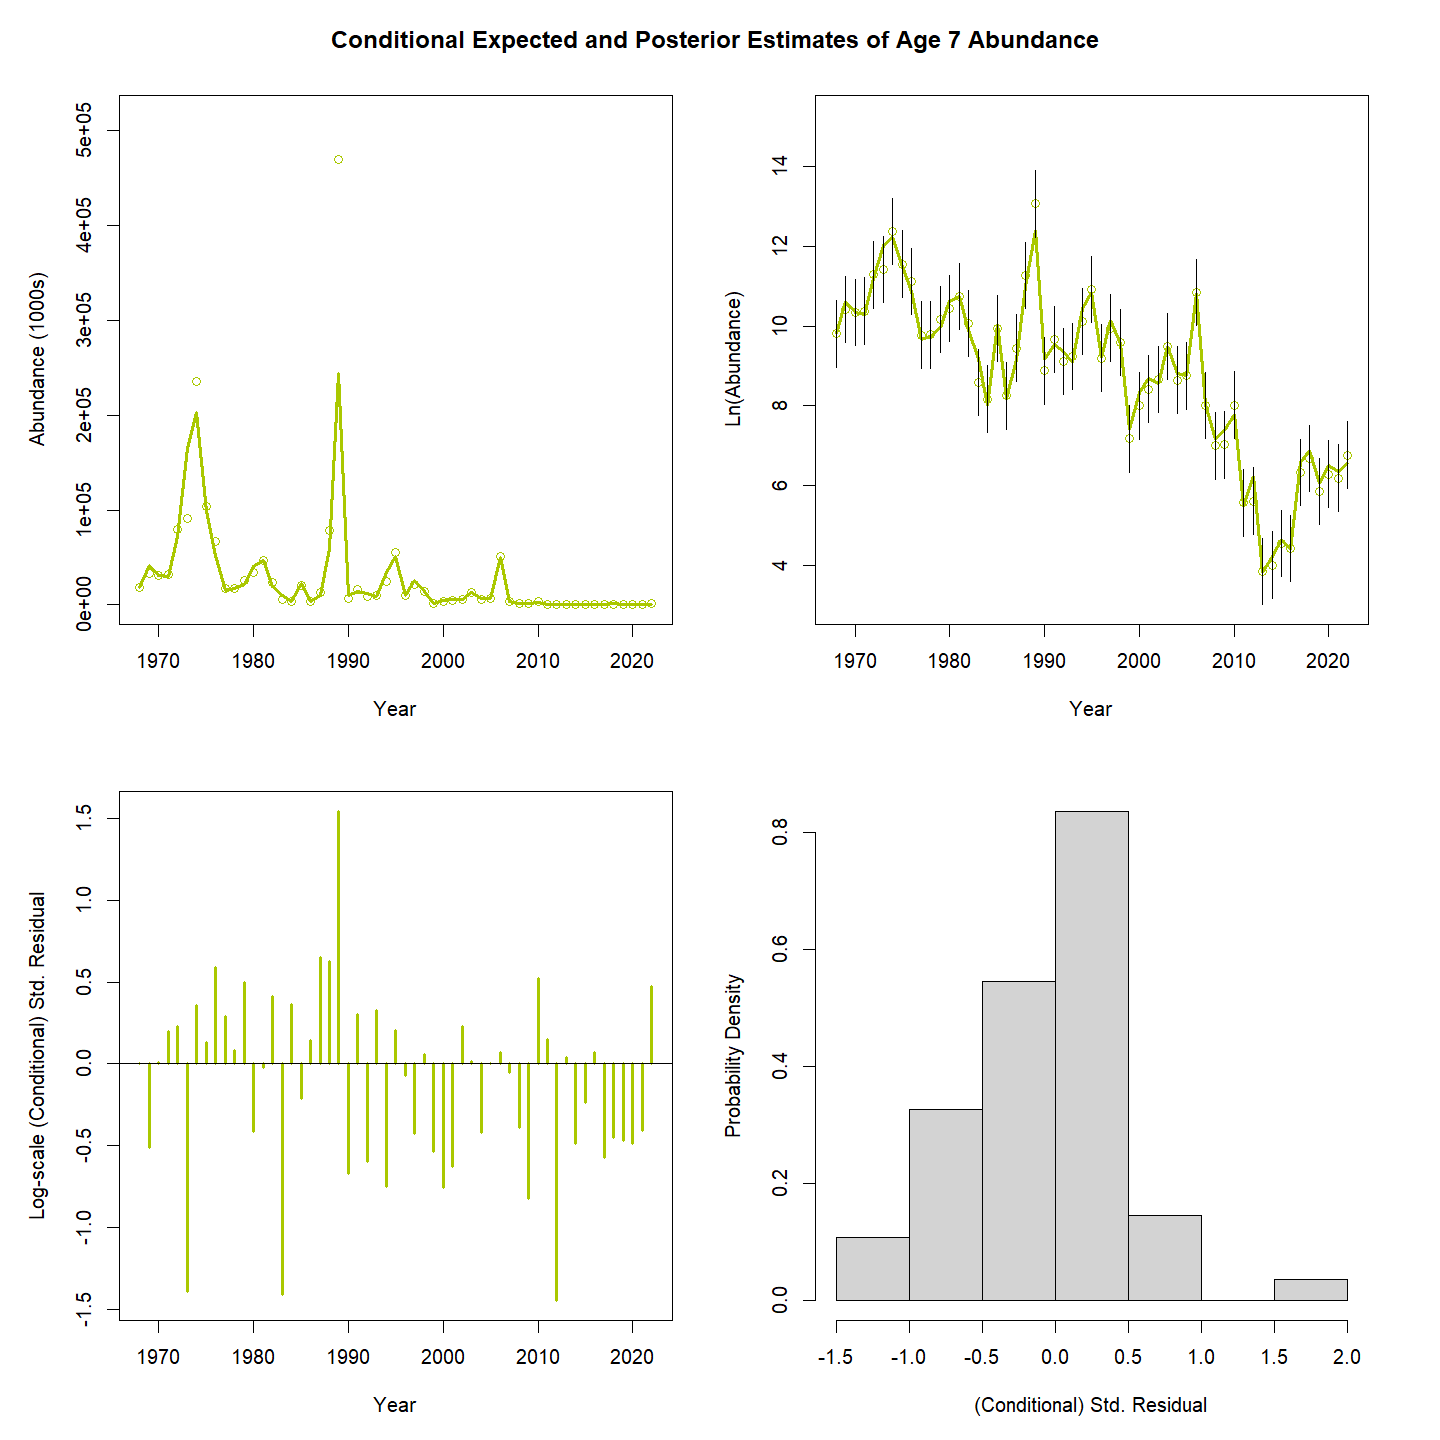 Conditional Expected and Posterior Estimates of Age 7 Abundance
Abundance (1000s)
5e+05
4e+05
3e+05
2e+05
1e+05
0e+00
1970 1980 1990 2000 2010 2020
Year
Ln(Abundance)
14
12
10
8
6
4
1970 1980 1990 2000 2010 2020
Year
Log-scale (Conditional) Std. Residual
1.5
1.0
0.5
0.0
-0.5
-1.0
-1.5
1970 1980 1990 2000 2010 2020
Year
Probability Density
0.8
0.6
0.4
0.2
0.0
-1.5 -1.0 -0.5 0.0 0.5 1.0 1.5 2.0
(Conditional) Std. Residual